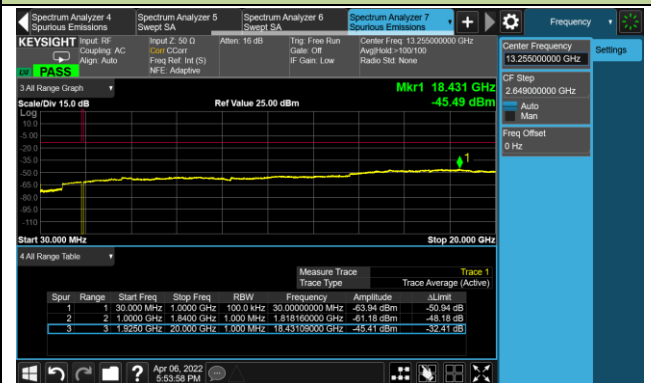 Spectrum Analyzer 4
Spurious Emissions
Spectrum Analyzer 5
Swept SA
Spectrum Analyzer 6
Swept SA
Spectrum Analyzer 7
Spurious Emissions
Frequency
KEYSIGHT
Input: RF
Coupling: AC
Align: Auto
Input Z: 50 Ω
Corr CCorr
Freq Ref: Int (S)
NFE: Adaptive
Atten: 16 dB
Trig: Free Run
Gate: Off
IF Gain: Low
Center Freq: 13.255000000 GHz
Avg|Hold:>100/100
Radio Std: None
PASS
Center Frequency
13.255000000 GHz
Settings
CF Step
2.649000000 GHz
Auto
Man
Freq Offset
0 Hz
3 All Range Graph
Mkr1 18.431 GHz
Scale/Div 15.0 dB
Ref Value 25.00 dBm
-45.49 dBm
Log
10.0
-5.00
-20.0
-35.0
-50.0
-65.0
-80.0
-95.0
-110
1
Start 30.000 MHz
Stop 20.000 GHz
4 All Range Table
Measure Trace Trace 1
Trace Type Trace Average (Active)
Spur Range Start Freq Stop Freq RBW Frequency Amplitude ΔLimit
1 1 30.000 MHz 1.0000 GHz 100.0 kHz 30.00000000 MHz -63.94 dBm -50.94 dB
2 2 1.0000 GHz 1.8400 GHz 1.000 MHz 1.818160000 GHz -61.18 dBm -48.18 dB
3 3 1.9250 GHz 20.000 GHz 1.000 MHz 18.43109000 GHz -45.41 dBm -32.41 dB
Apr 06, 2022
5:53:58 PM